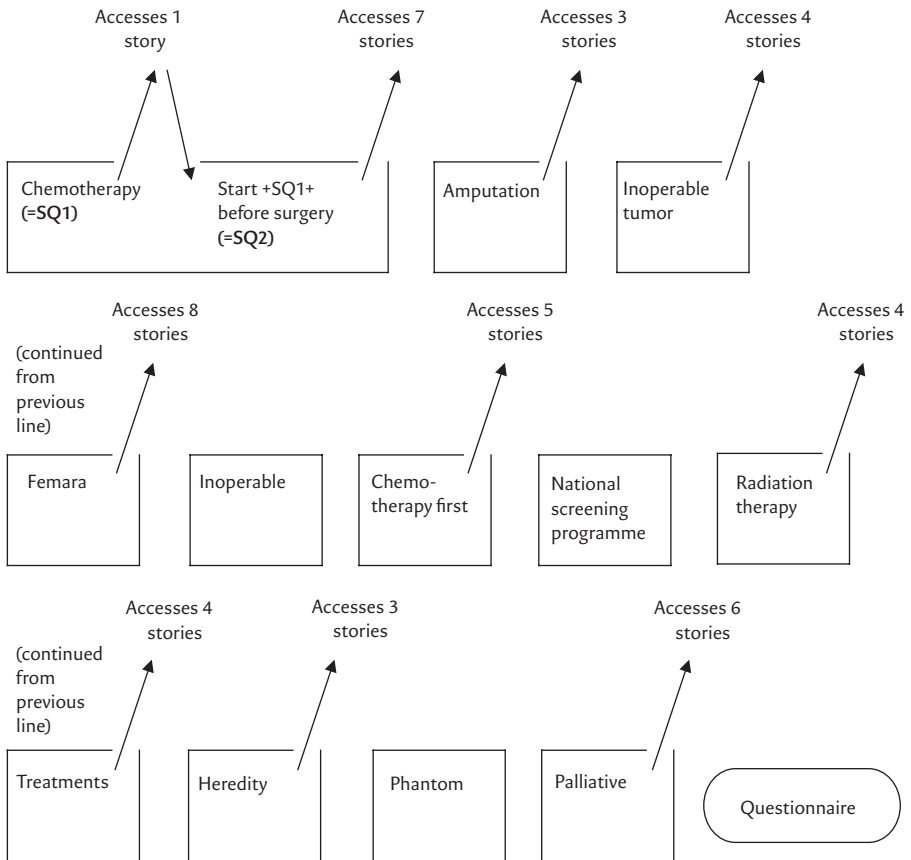 Accesses 1
story
Accesses 7
stories
Accesses 3
stories
Accesses 4
stories
Chemotherapy
(=SQ1)
Start +SQ1+
before surgery
(=SQ2)
Amputation
Inoperable
tumor
Accesses 8
stories
Accesses 5
stories
Accesses 4
stories
(continued
from
previous
line)
Femara
Inoperable
Chemo-
therapy first
National
screening
programme
Radiation
therapy
Accesses 4
stories
Accesses 3
stories
Accesses 6
stories
(continued
from
previous
line)
Treatments
Heredity
Phantom
Palliative
Questionnaire